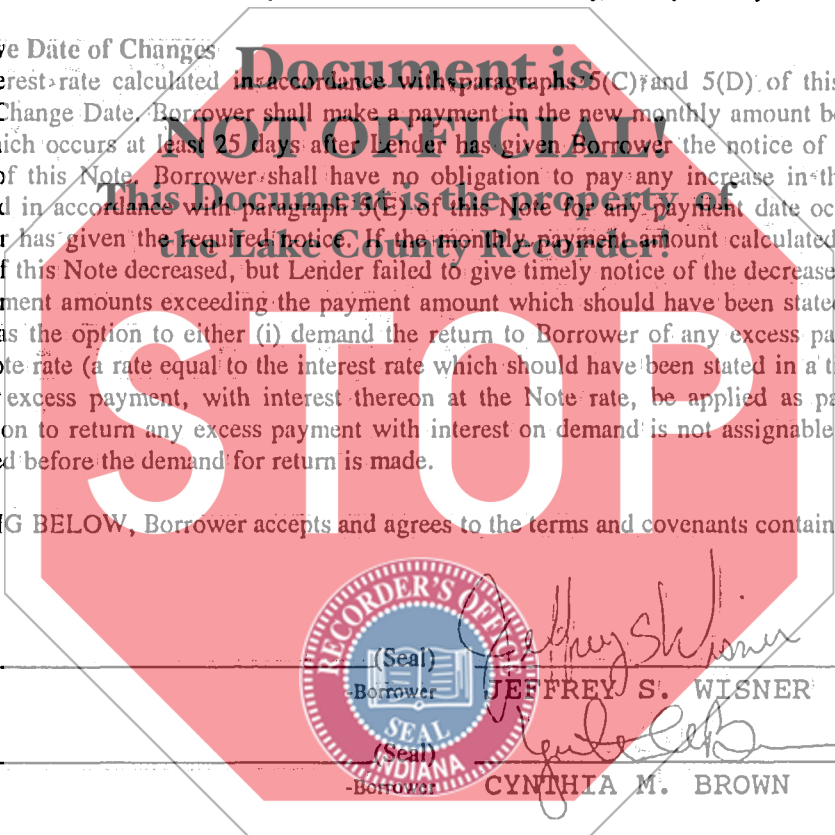 ve Date of Changes
Document is
erest rate calculated in accordance with paragraphs 5(C) and 5(D) of this
Change Date. Borrower shall make a payment in the new monthly amount be
NOT OFFICIAL!
ich occurs at least 25 days after Lender has given Borrower the notice of
of this Note. Borrower shall have no obligation to pay any increase in th
This Document is the property of
d in accordance with paragraph 5(E) of this Note for any payment date oc
r has given the required notice. If the monthly payment amount calculated
the Lake County Recorder!
f this Note decreased, but Lender failed to give timely notice of the decrease
ment amounts exceeding the payment amount which should have been stated
as the option to either (i) demand the return to Borrower of any excess pa
ote rate (a rate equal to the interest rate which should have been stated in a t
excess payment, with interest thereon at the Note rate, be applied as pa
on to return any excess payment with interest on demand is not assignable
d before the demand for return is made.
STOP
G BELOW, Borrower accepts and agrees to the terms and covenants contain
RECORDER'S OFFICE
Jeffrey S Wisner
(Seal)
-Borrower JEFFREY S. WISNER
SEAL
(Seal)
INDIANA
-Borrower CYNTHIA M. BROWN